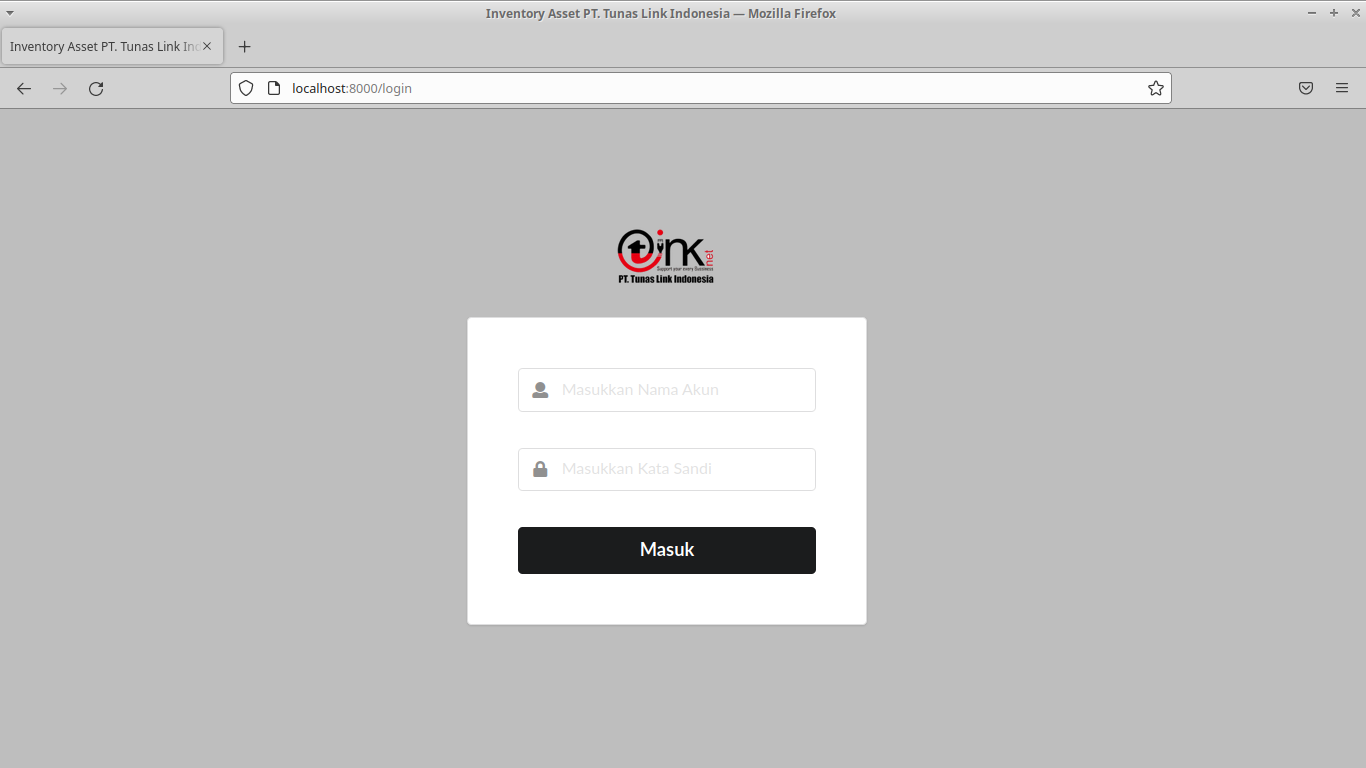 Inventory Asset PT. Tunas Link Indonesia — Mozilla Firefox
Inventory Asset PT. Tunas Link Ind
localhost:8000/login
tink
net
Support your every Business
PT. Tunas Link Indonesia
Masukkan Nama Akun
Masukkan Kata Sandi
Masuk